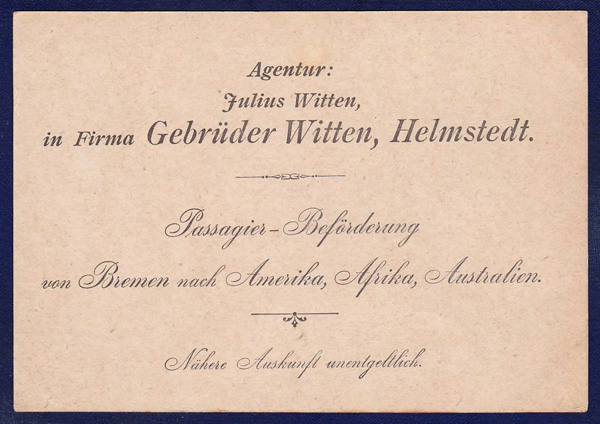 Agentur:
Julius Witten,
in Firma Gebrüder Witten, Helmstedt.
Passagier-Beförderung
von Bremen nach Amerika, Afrika, Australien.
Nähere Auskunft unentgeltlich.